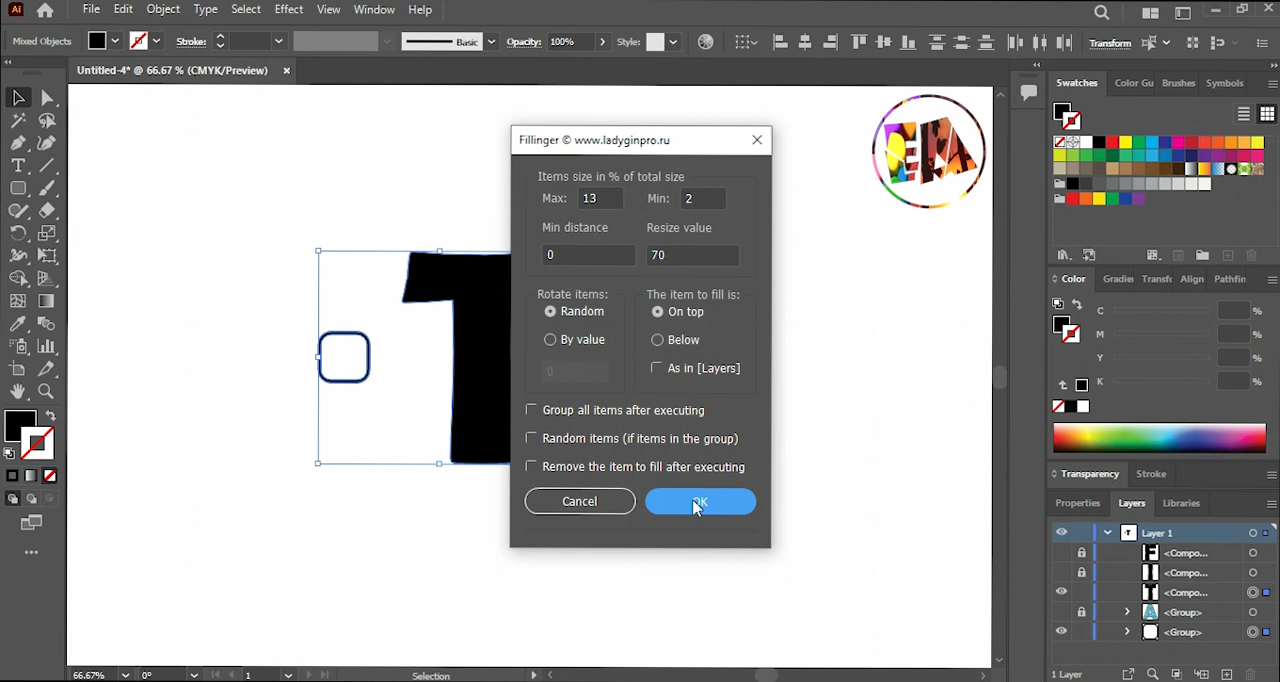 Ai File Edit Object Type Select Effect View Window Help
Mixed Objects Stroke: Basic Opacity: 100% Style: Transform
Untitled-4* @ 66.67 % (CMYK/Preview) ×
Swatches Color Gu Brushes Symbols
Fillinger © www.ladyginpro.ru
Items size in % of total size
Max: 13 Min: 2
Min distance Resize value
0 70
Rotate items: The item to fill is:
Random On top
By value Below
0 As in [Layers]
Group all items after executing
Random items (if items in the group)
Remove the item to fill after executing
Cancel OK
T
Color Gradien Transfo Align Pathfin
C %
M %
Y %
K %
Transparency Stroke
Properties Layers Libraries
Layer 1
<Compo...
<Compo...
<Compo...
<Group>
<Group>
1 Layer
66.67% 0° 1 Selection